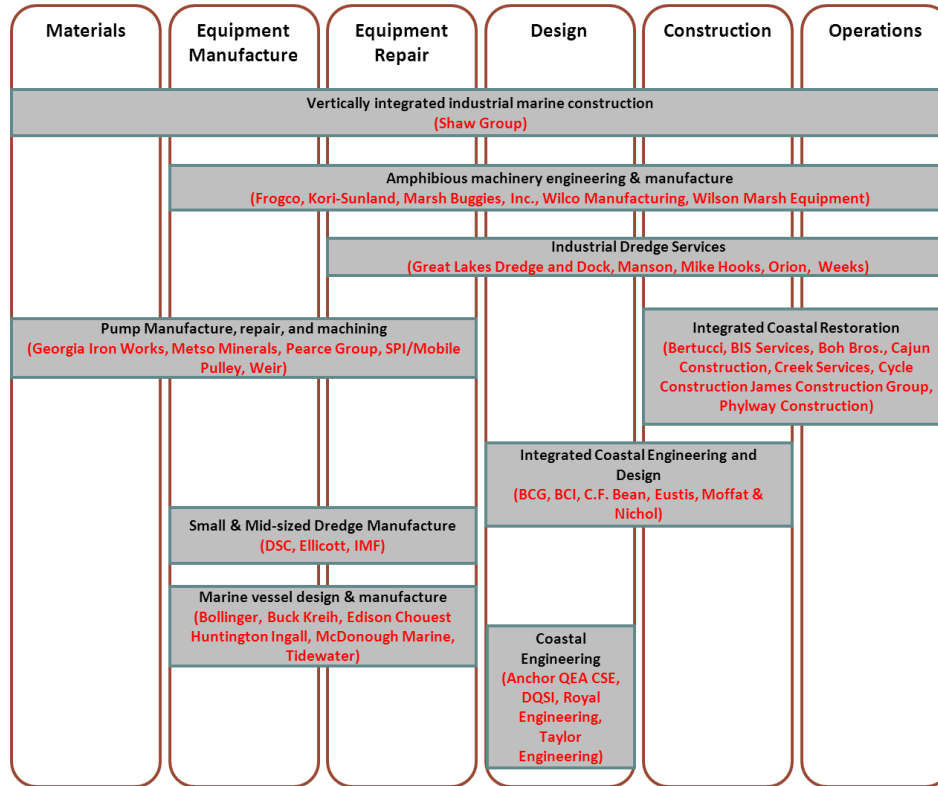 Materials
Equipment
Manufacture
Equipment
Repair
Design
Construction
Operations
Vertically integrated industrial marine construction
(Shaw Group)
Amphibious machinery engineering & manufacture
(Frogco, Kori-Sunland, Marsh Buggies, Inc., Wilco Manufacturing, Wilson Marsh Equipment)
Industrial Dredge Services
(Great Lakes Dredge and Dock, Manson, Mike Hooks, Orion, Weeks)
Pump Manufacture, repair, and machining
(Georgia Iron Works, Metso Minerals, Pearce Group, SPI/Mobile
Pulley, Weir)
Integrated Coastal Restoration
(Bertucci, BIS Services, Boh Bros., Cajun
Construction, Creek Services, Cycle
Construction James Construction Group,
Phylway Construction)
Integrated Coastal Engineering and
Design
(BCG, BCI, C.F. Bean, Eustis, Moffat &
Nichol)
Small & Mid-sized Dredge Manufacture
(DSC, Ellicott, IMF)
Marine vessel design & manufacture
(Bollinger, Buck Kreih, Edison Chouest
Huntington Ingall, McDonough Marine,
Tidewater)
Coastal
Engineering
(Anchor QEA CSE,
DQSI, Royal
Engineering,
Taylor
Engineering)